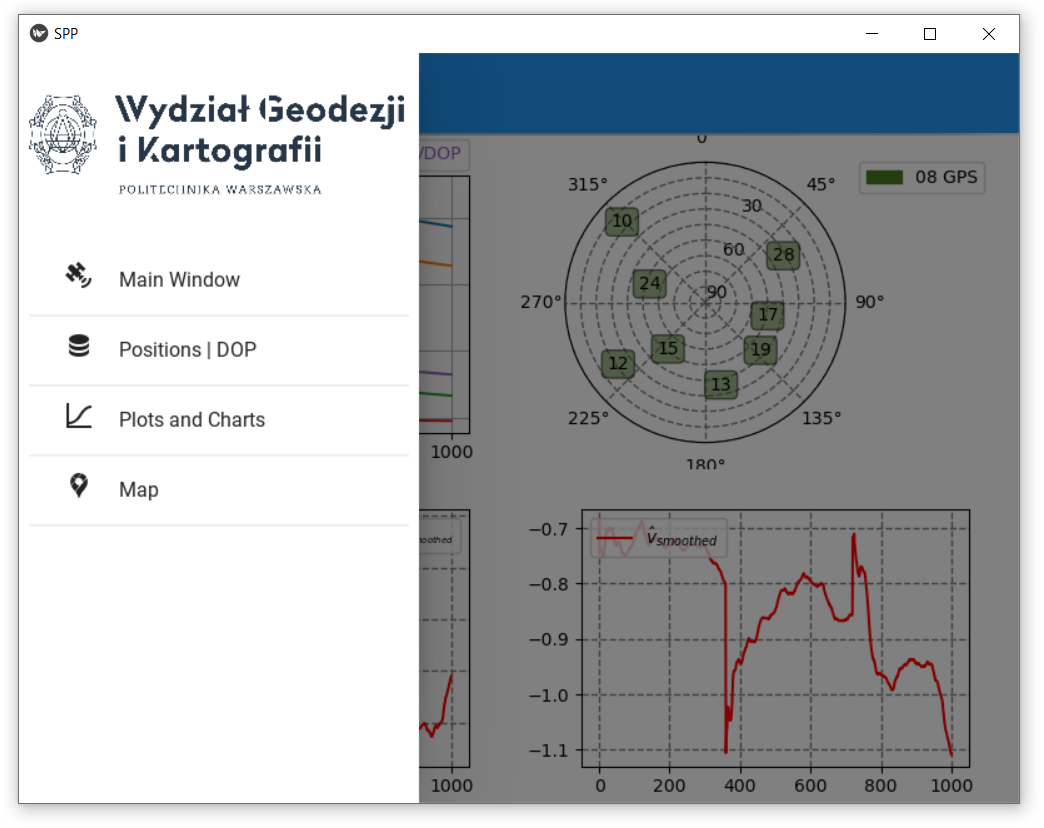 SPP
Wydział Geodezji
i Kartografii
POLITECHNIKA WARSZAWSKA
Main Window
Positions | DOP
Plots and Charts
Map
VDOP
1000
0
315°
45°
08 GPS
10
30
60
28
24
90
270°
90°
17
15
19
12
13
225°
135°
180°
1000
−0.7
v̂smoothed
−0.8
−0.9
−1.0
−1.1
0
200
400
600
800
1000